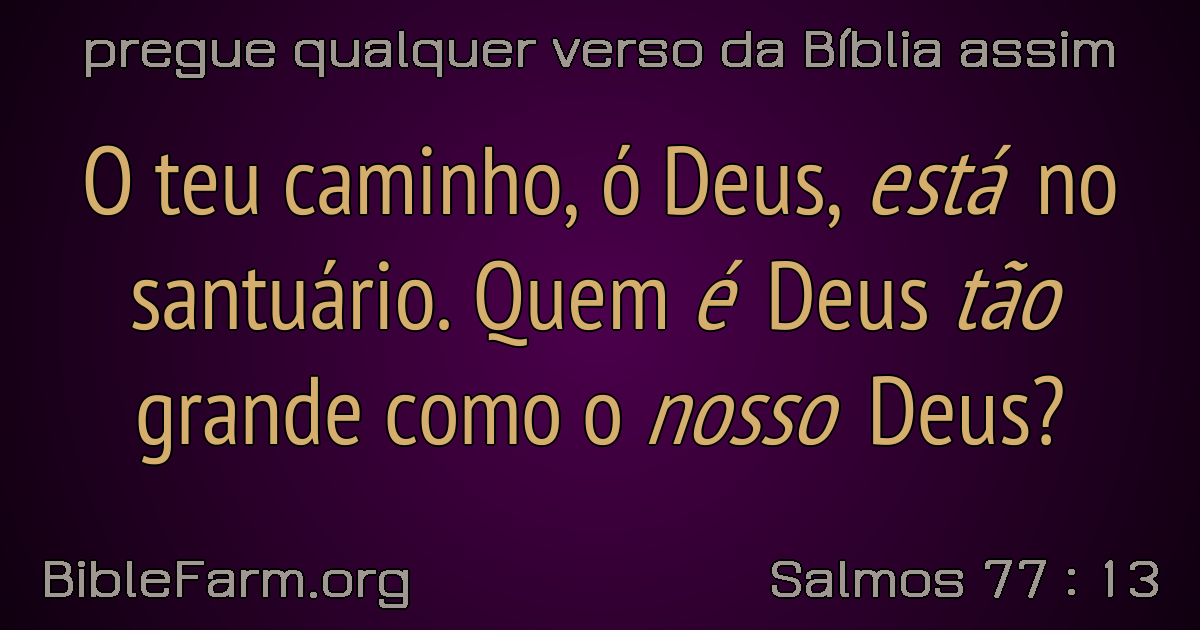 pregue qualquer verso da Bíblia assim
O teu caminho, ó Deus, está no
santuário. Quem é Deus tão
grande como o nosso Deus?
BibleFarm.org
Salmos 77 : 13